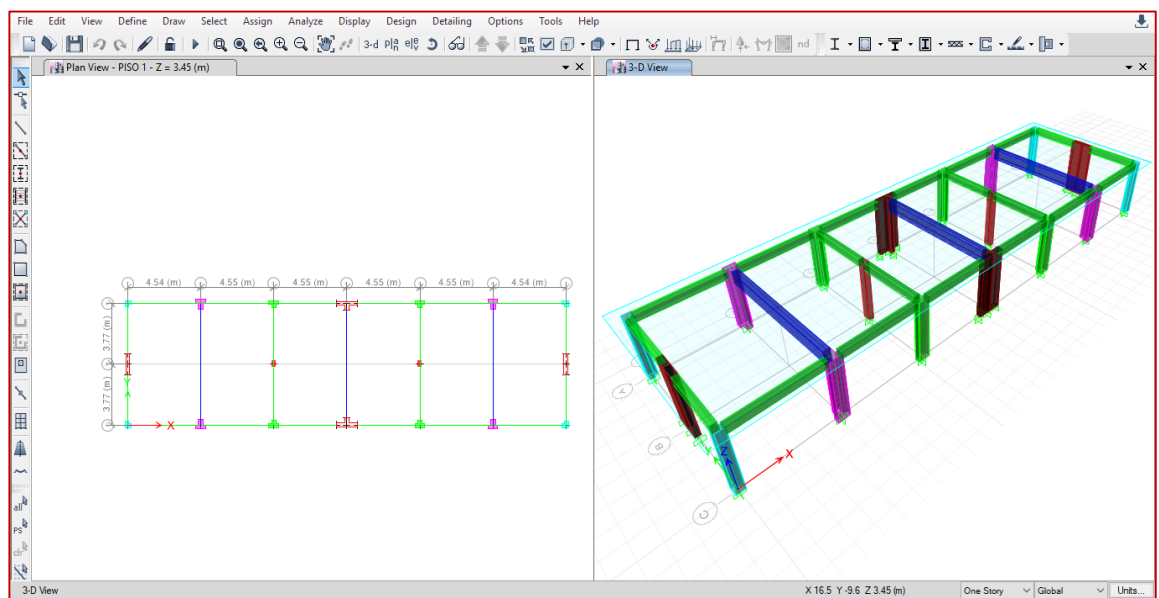 File Edit View Define Draw Select Assign Analyze Display Design Detailing Options Tools Help
3-d nd
Plan View - PISO 1 - Z = 3.45 (m)
3-D View
4.54 (m) 4.55 (m) 4.55 (m) 4.55 (m) 4.55 (m) 4.54 (m)
3.77 (m)
3.77 (m)
Y
X
A
B
C
Z
Y
X
all
PS
clr
3-D View
X 16.5 Y -9.6 Z 3.45 (m)
One Story
Global
Units...